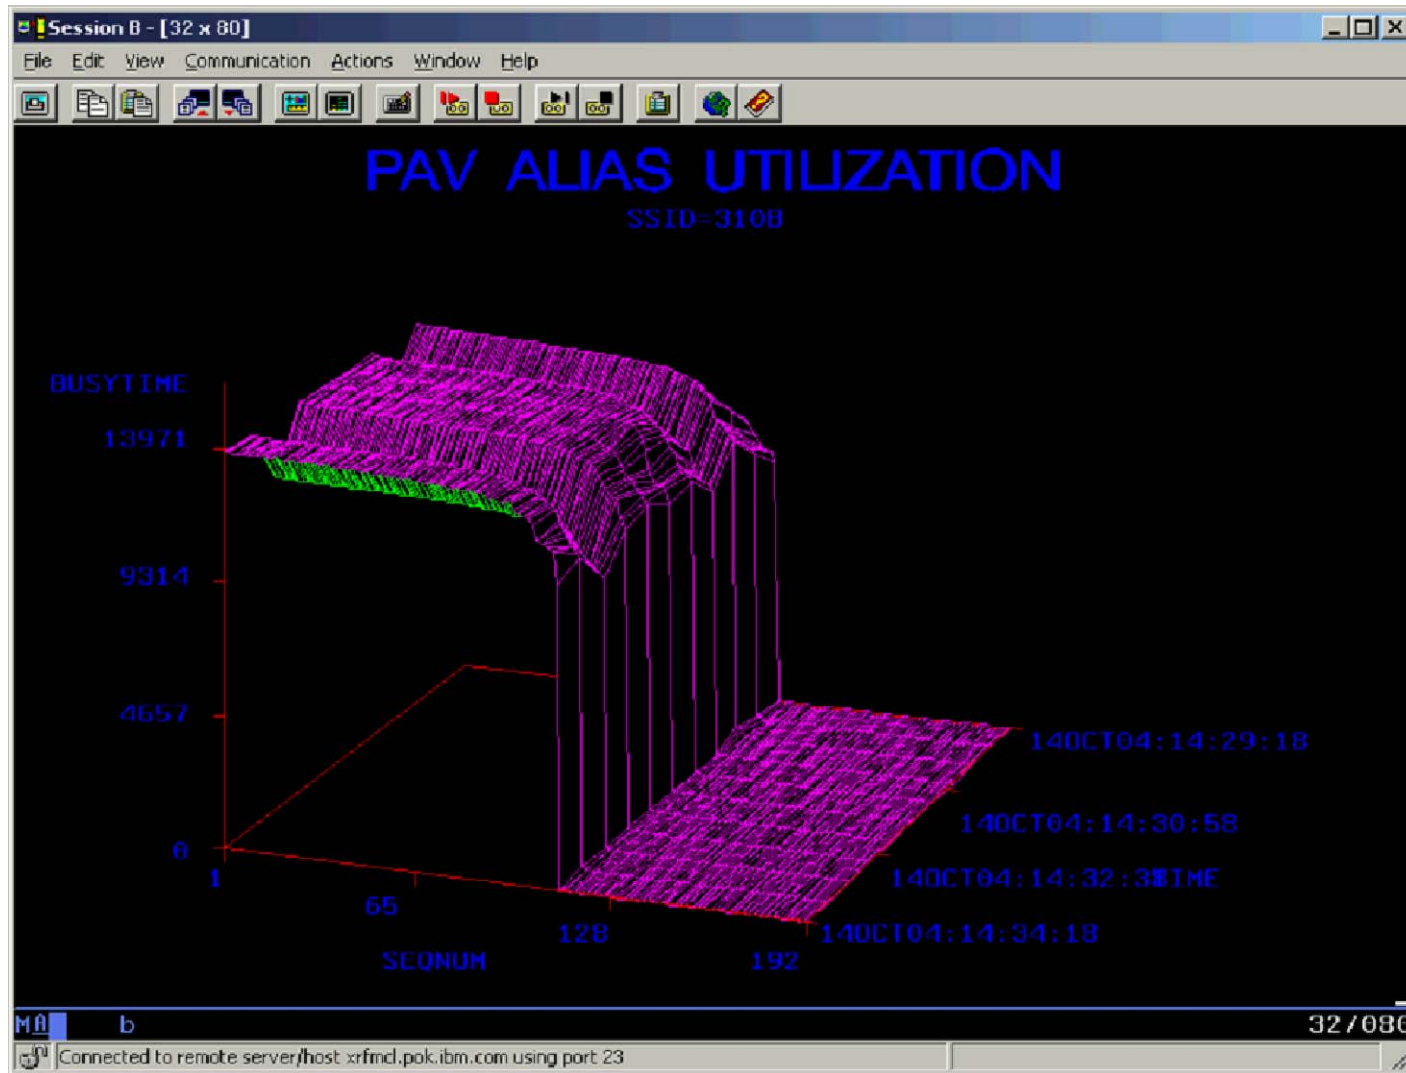 Session B - [32 x 80]
File Edit View Communication Actions Window Help
PAV ALIAS UTILIZATION
SSID=310B
BUSYTIME
13971
9314
4657
0
1
65
128
192
SEQNUM
14OCT04:14:29:18
14OCT04:14:30:58
14OCT04:14:32:3 TIME
14OCT04:14:34:18
MA b 32/080
Connected to remote server/host xrfmcl.pok.ibm.com using port 23